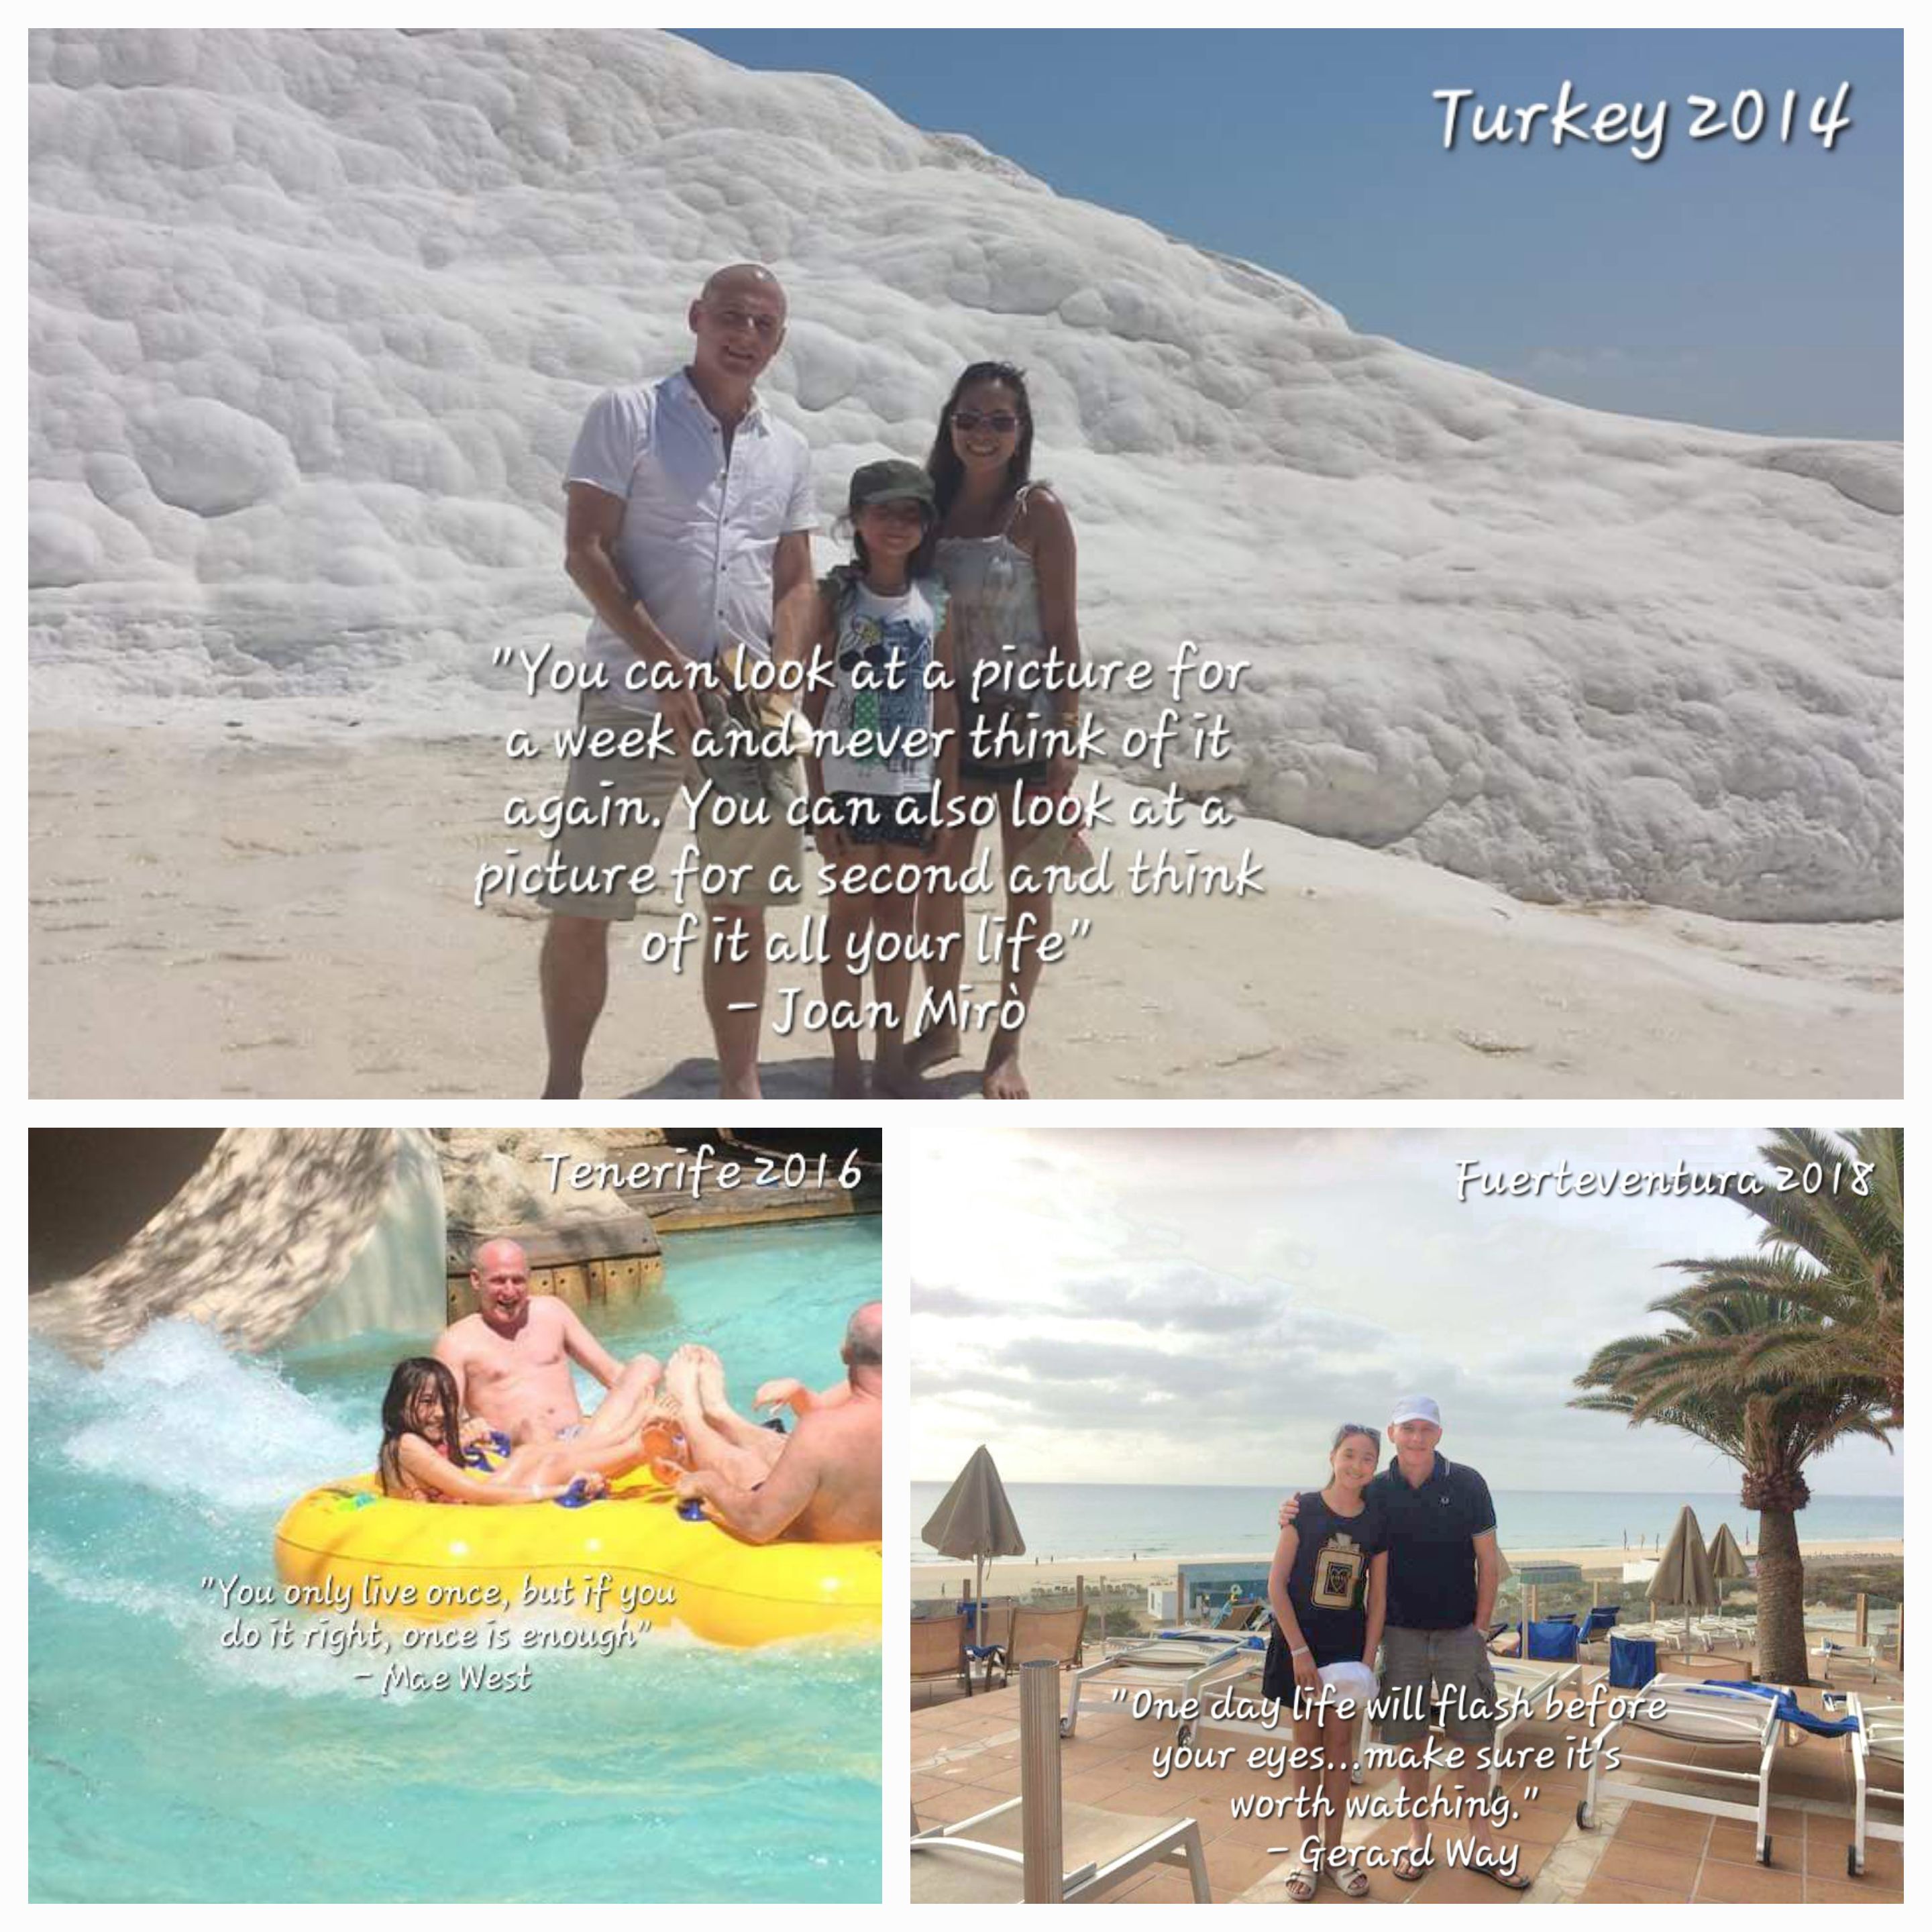 Turkey 2014
"You can look at a picture for
a week and never think of it
again. You can also look at a
picture for a second and think
of it all your life"
- Joan Mirò
Tenerife 2016
"You only live once, but if you
do it right, once is enough"
- Mae West
Fuerteventura 2018
"One day life will flash before
your eyes...make sure it's
worth watching."
- Gerard Way